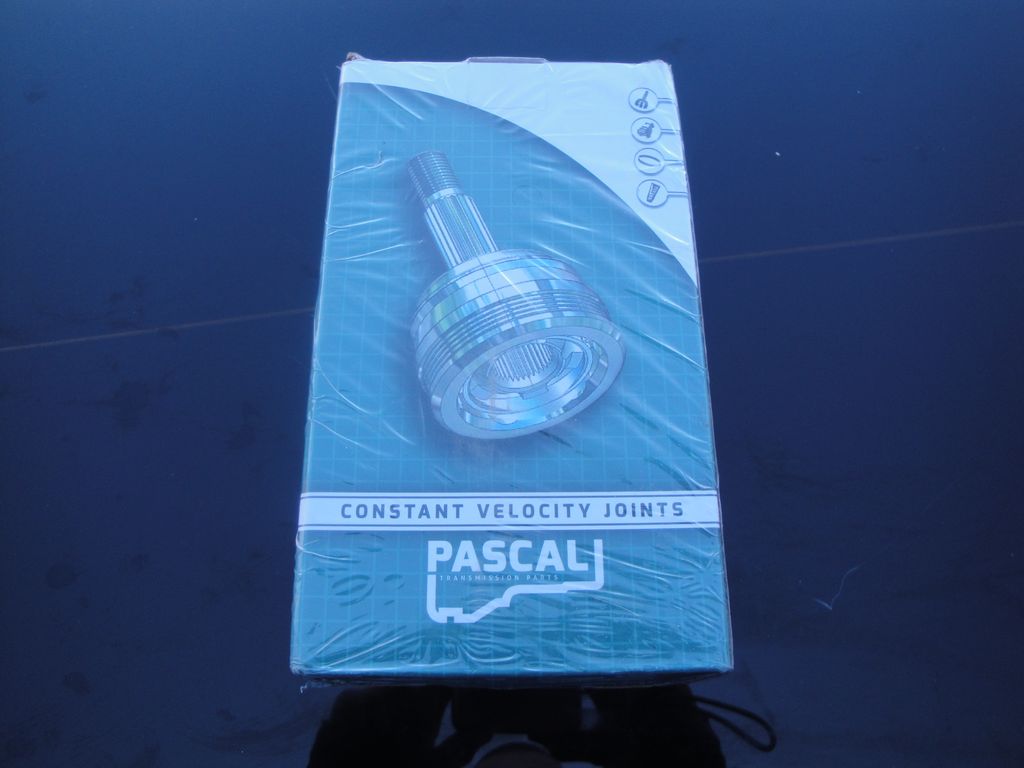 CONSTANT VELOCITY JOINTS
PASCAL
TRANSMISSION PARTS